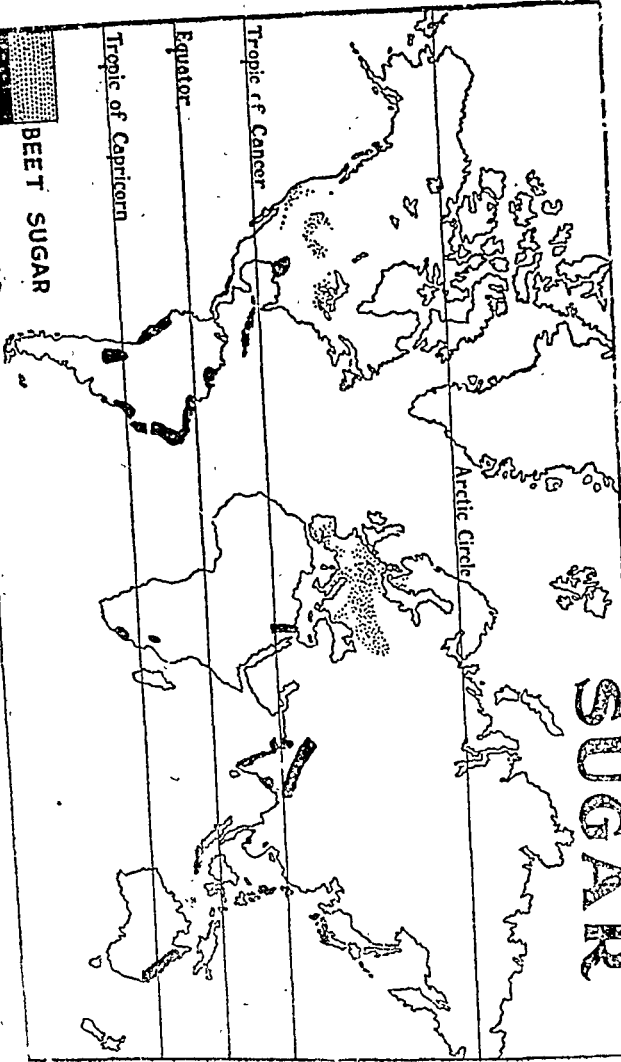 SUGAR
Arctic Circle
Tropic of Cancer
Equator
Tropic of Capricorn
BEET SUGAR